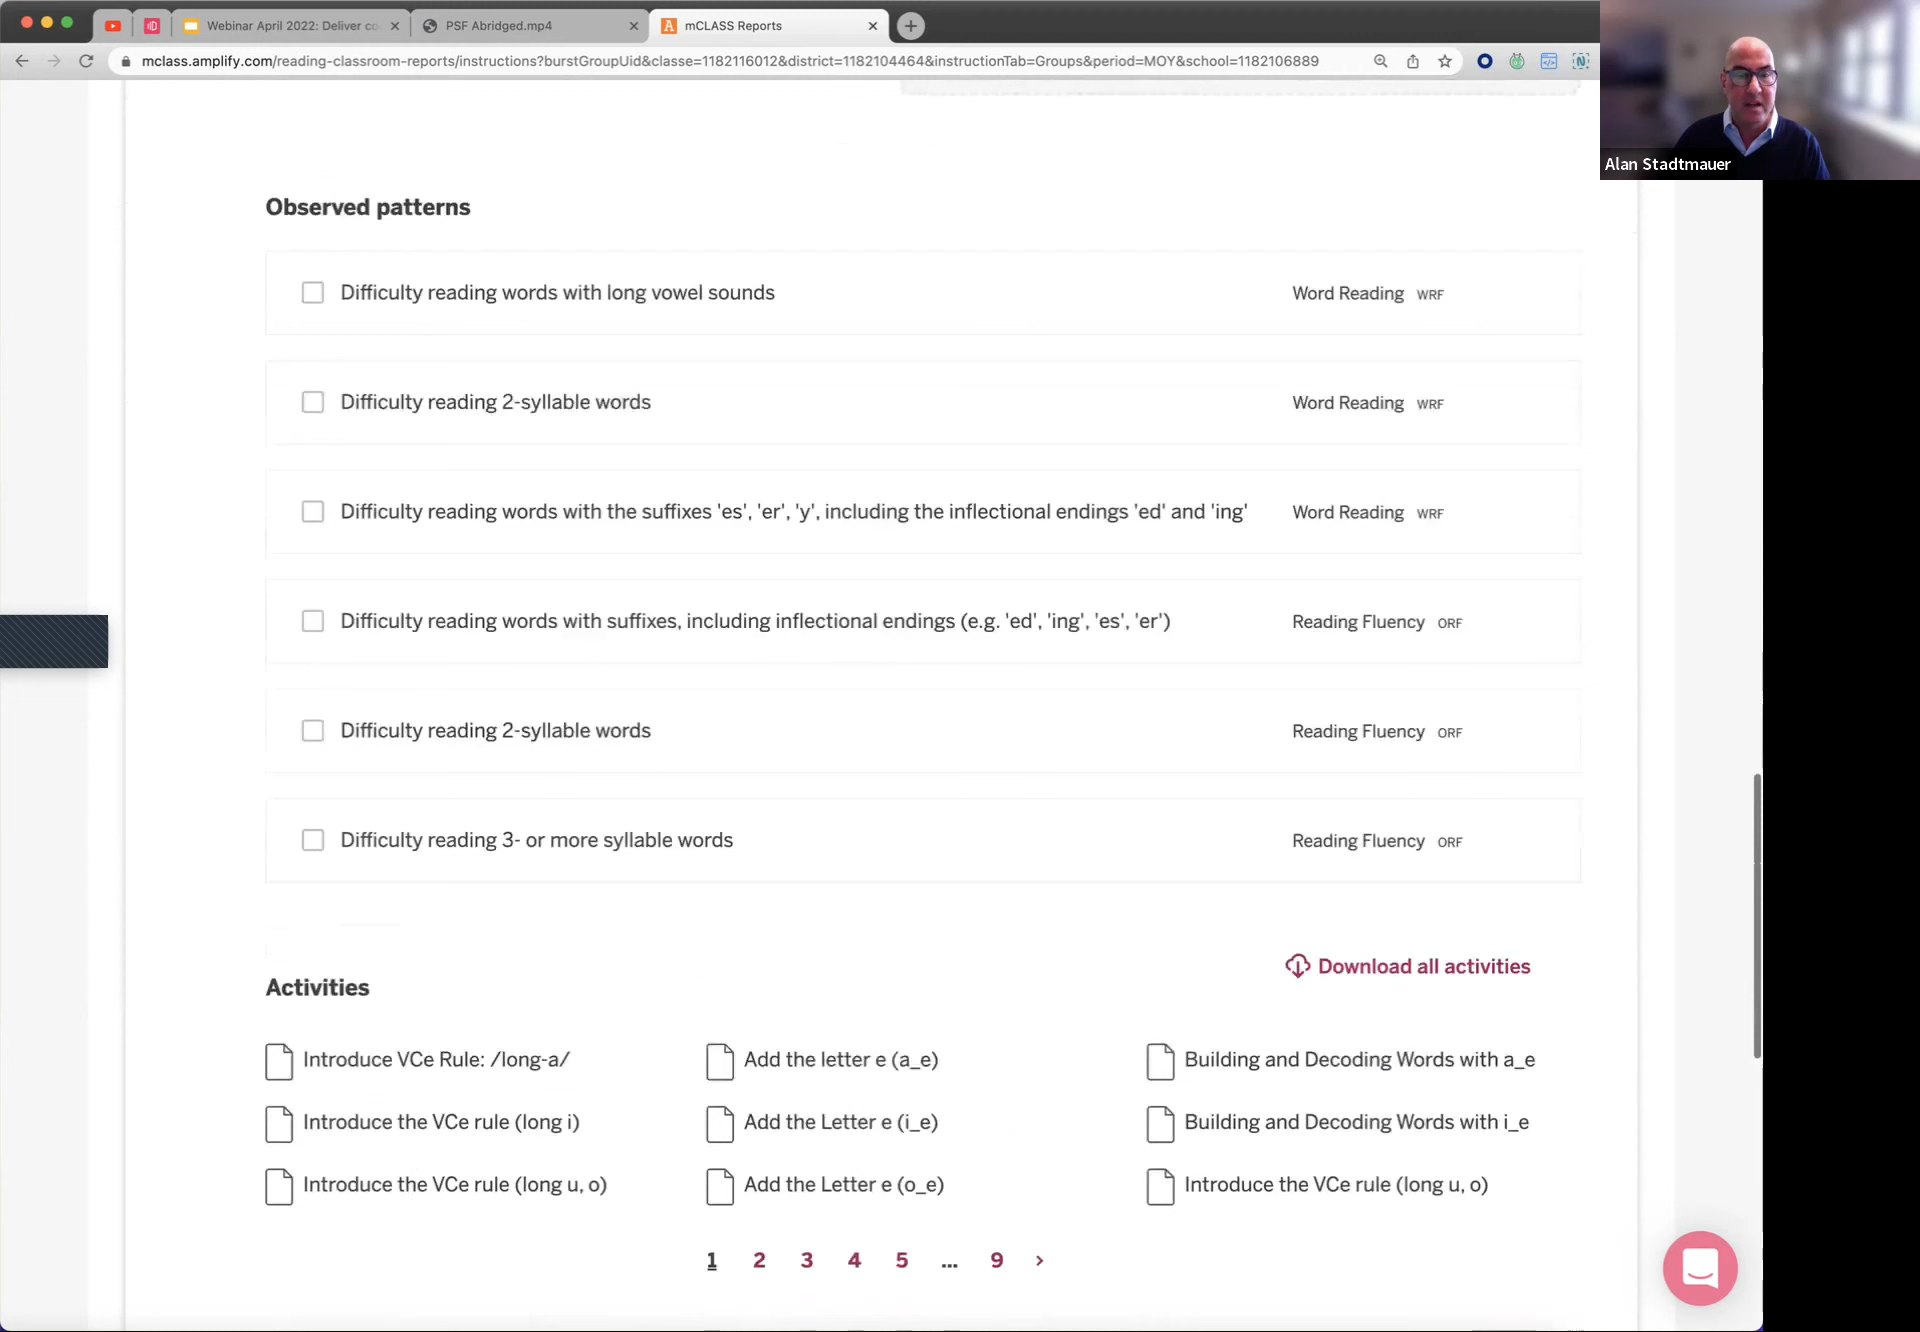 Webinar April 2022: Deliver co
PSF Abridged.mp4
mCLASS Reports
mclass.amplify.com/reading-classroom-reports/instructions?burstGroupUid&classe=1182116012&district=1182104464&instructionTab=Groups&period=MOY&school=1182106889
Alan Stadtmauer
Observed patterns
Difficulty reading words with long vowel sounds Word Reading WRF
Difficulty reading 2-syllable words Word Reading WRF
Difficulty reading words with the suffixes 'es', 'er', 'y', including the inflectional endings 'ed' and 'ing' Word Reading WRF
Difficulty reading words with suffixes, including inflectional endings (e.g. 'ed', 'ing', 'es', 'er') Reading Fluency ORF
Difficulty reading 2-syllable words Reading Fluency ORF
Difficulty reading 3- or more syllable words Reading Fluency ORF
Download all activities
Activities
Introduce VCe Rule: /long-a/ Add the letter e (a_e) Building and Decoding Words with a_e
Introduce the VCe rule (long i) Add the Letter e (i_e) Building and Decoding Words with i_e
Introduce the VCe rule (long u, o) Add the Letter e (o_e) Introduce the VCe rule (long u, o)
1 2 3 4 5 ... 9 >